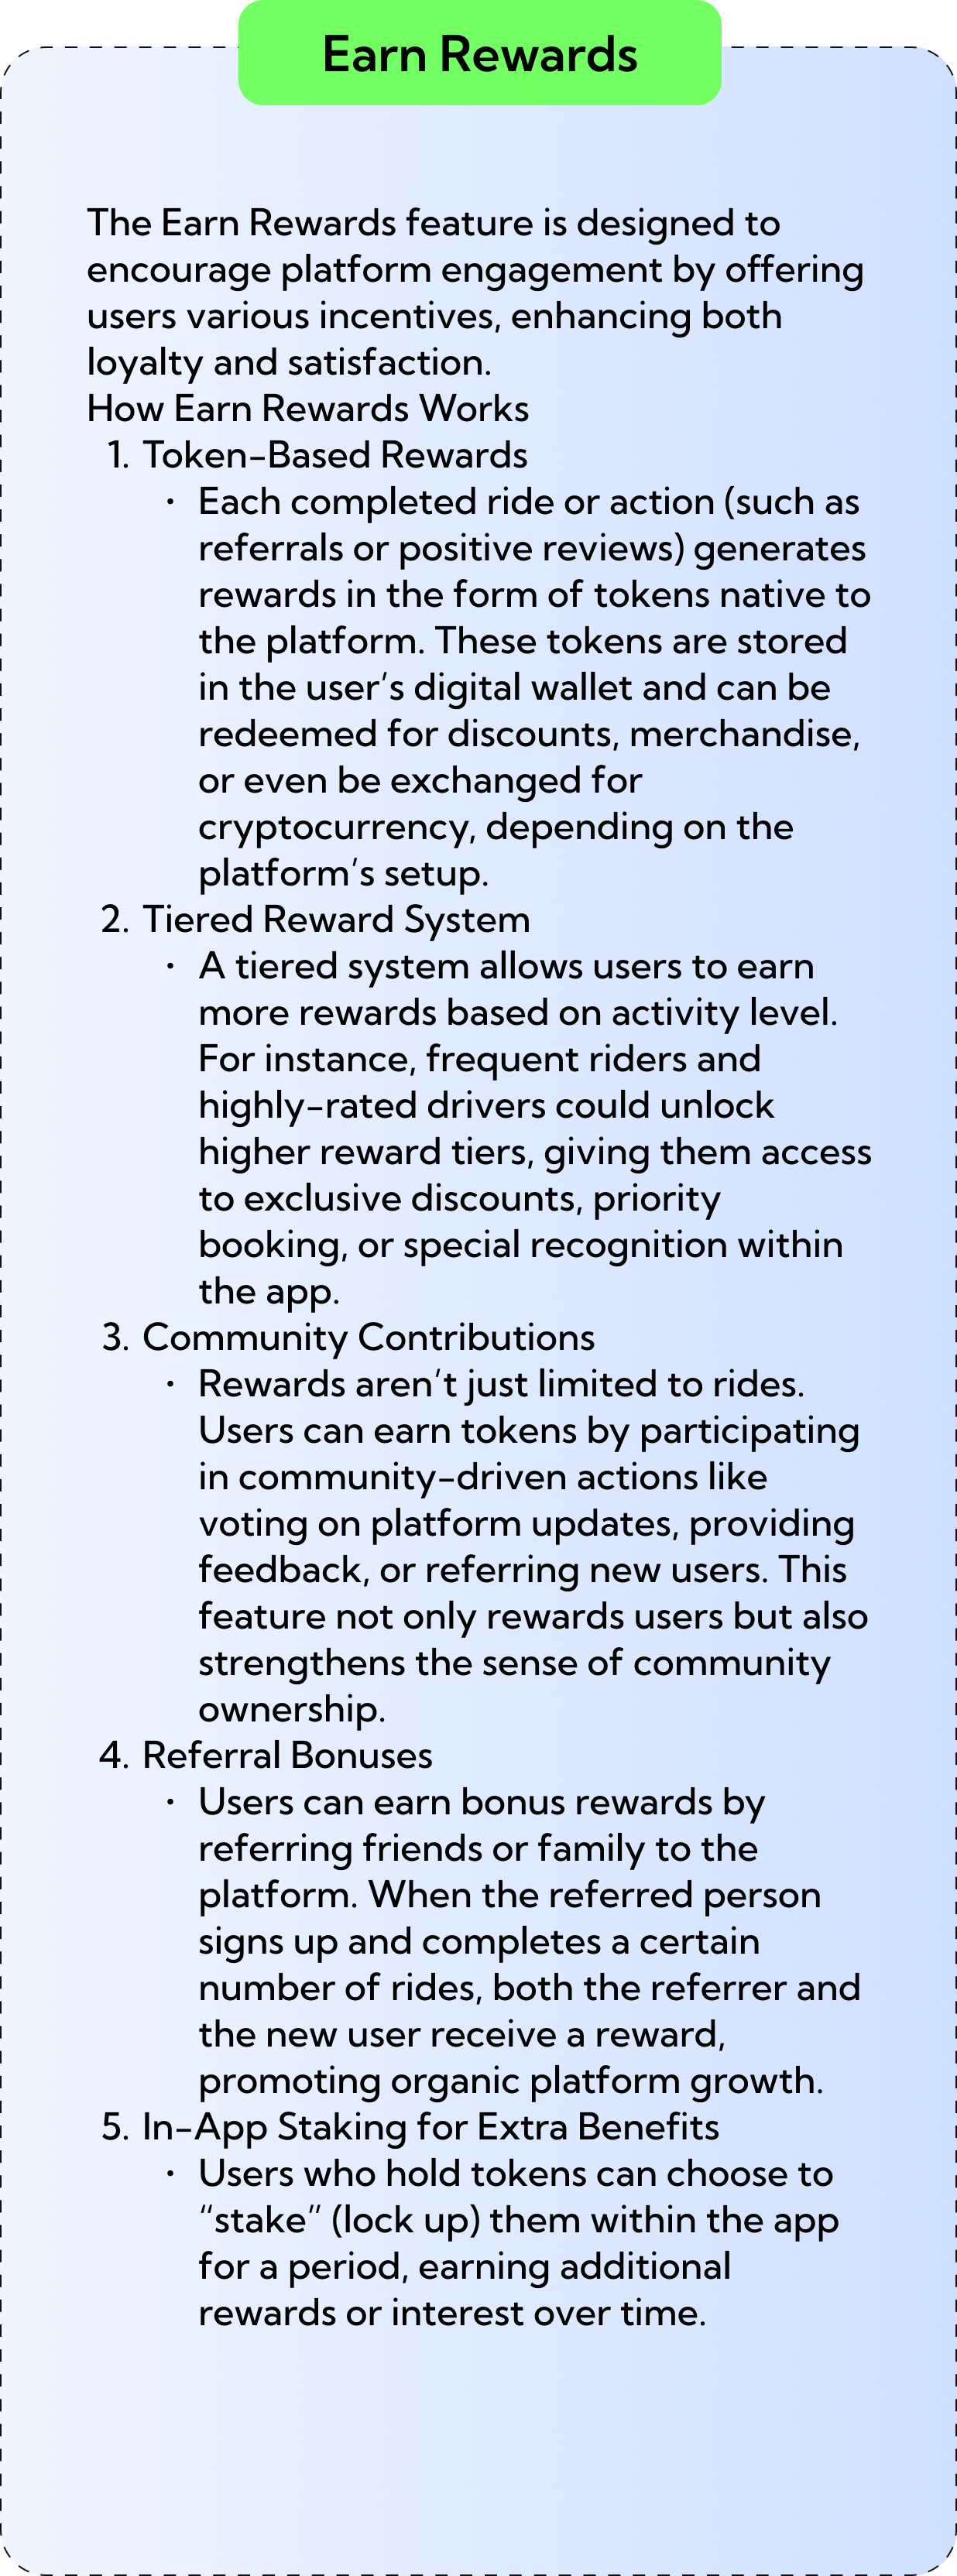 Earn Rewards
The Earn Rewards feature is designed to
encourage platform engagement by offering
users various incentives, enhancing both
loyalty and satisfaction.
How Earn Rewards Works
1. Token-Based Rewards
• Each completed ride or action (such as
referrals or positive reviews) generates
rewards in the form of tokens native to
the platform. These tokens are stored
in the user’s digital wallet and can be
redeemed for discounts, merchandise,
or even be exchanged for
cryptocurrency, depending on the
platform’s setup.
2. Tiered Reward System
• A tiered system allows users to earn
more rewards based on activity level.
For instance, frequent riders and
highly-rated drivers could unlock
higher reward tiers, giving them access
to exclusive discounts, priority
booking, or special recognition within
the app.
3. Community Contributions
• Rewards aren’t just limited to rides.
Users can earn tokens by participating
in community-driven actions like
voting on platform updates, providing
feedback, or referring new users. This
feature not only rewards users but also
strengthens the sense of community
ownership.
4. Referral Bonuses
• Users can earn bonus rewards by
referring friends or family to the
platform. When the referred person
signs up and completes a certain
number of rides, both the referrer and
the new user receive a reward,
promoting organic platform growth.
5. In-App Staking for Extra Benefits
• Users who hold tokens can choose to
“stake” (lock up) them within the app
for a period, earning additional
rewards or interest over time.